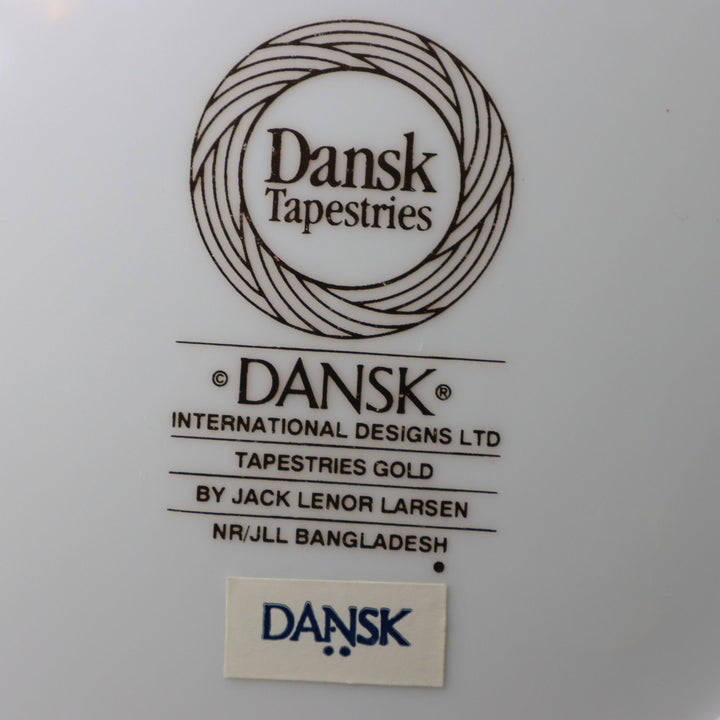 Dansk
Tapestries
© DANSK ®
INTERNATIONAL DESIGNS LTD
TAPESTRIES GOLD
BY JACK LENOR LARSEN
NR/JLL BANGLADESH
DANSK